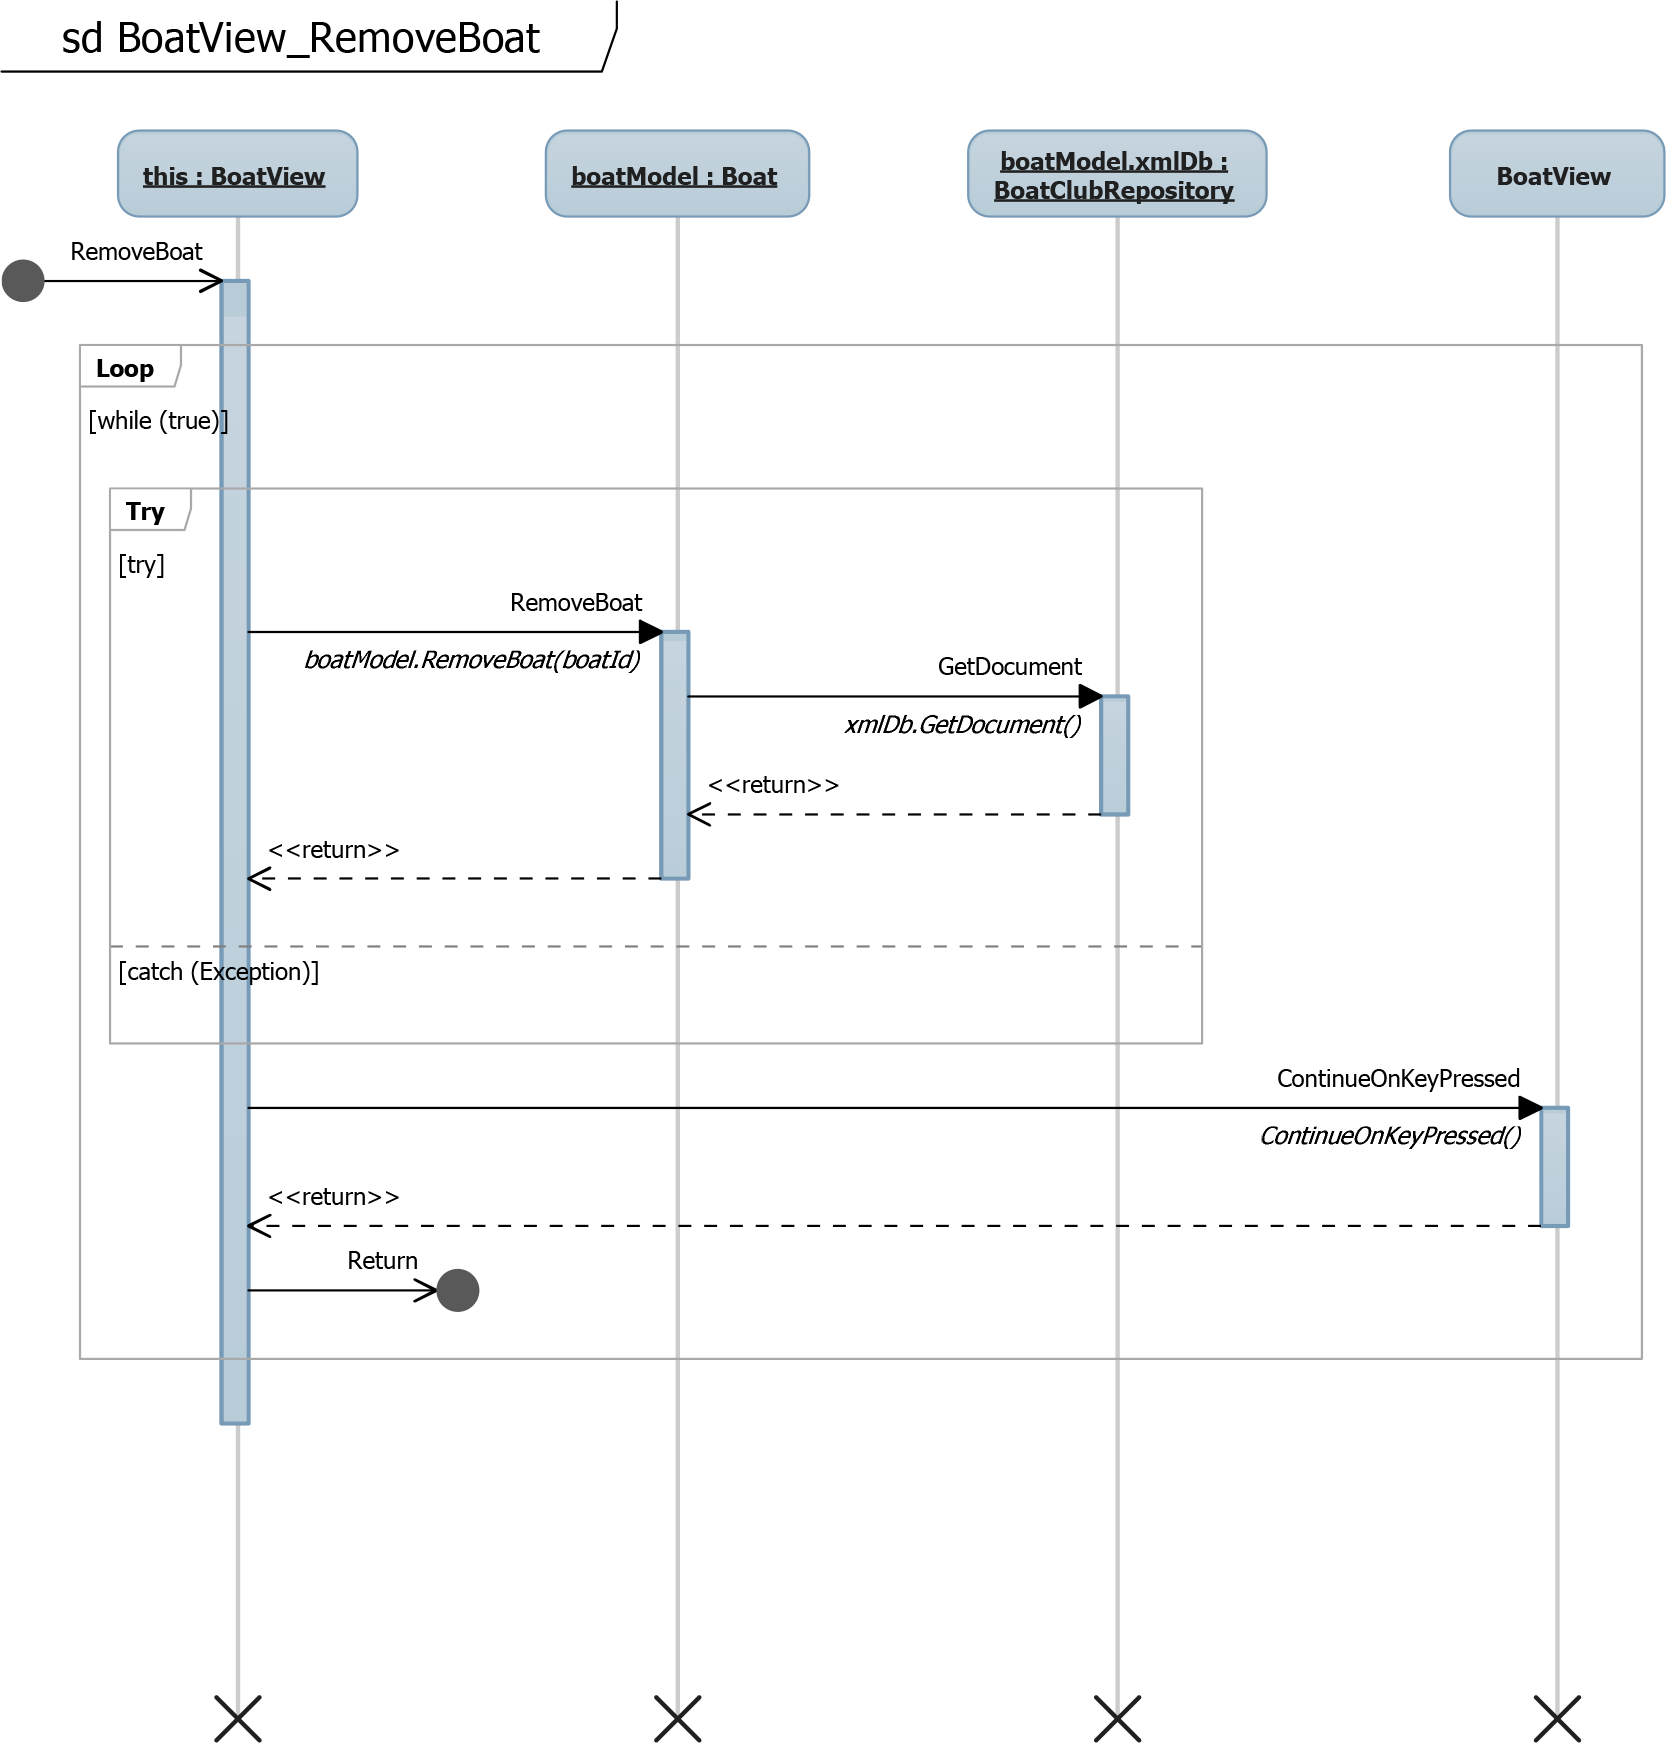 sd BoatView_RemoveBoat
this : BoatView
boatModel : Boat
boatModel.xmlDb :
BoatClubRepository
BoatView
RemoveBoat
Loop
[while (true)]
Try
[try]
RemoveBoat
boatModel.RemoveBoat(boatId)
GetDocument
xmlDb.GetDocument()
<<return>>
<<return>>
[catch (Exception)]
ContinueOnKeyPressed
ContinueOnKeyPressed()
<<return>>
Return